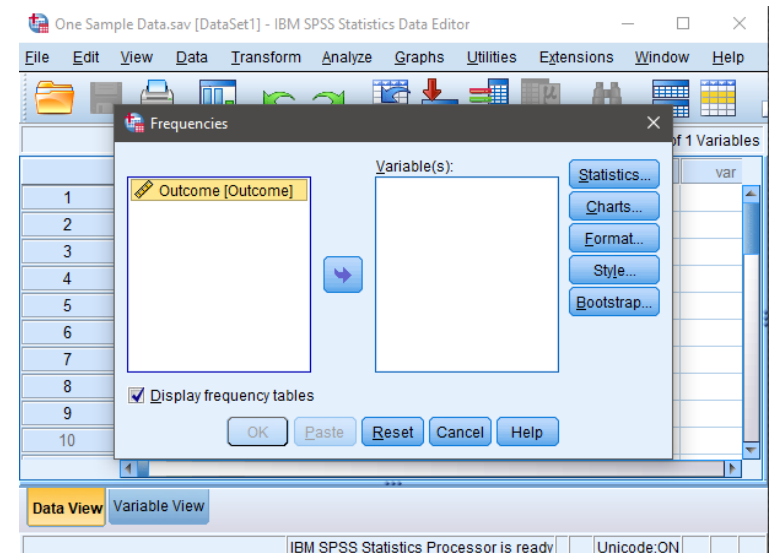 One Sample Data.sav [DataSet1] - IBM SPSS Statistics Data Editor
File Edit View Data Transform Analyze Graphs Utilities Extensions Window Help
Frequencies
of 1 Variables
Variable(s):
Outcome [Outcome]
Statistics...
Charts...
Format...
Style...
Bootstrap...
var
1
2
3
4
5
6
7
8
9
10
Display frequency tables
OK Paste Reset Cancel Help
Data View Variable View
IBM SPSS Statistics Processor is ready Unicode:ON